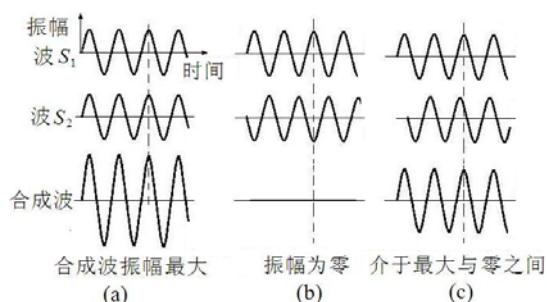 振幅
波S₁
时间
波S₂
合成波
合成波振幅最大
振幅为零
介于最大与零之间
(a)
(b)
(c)